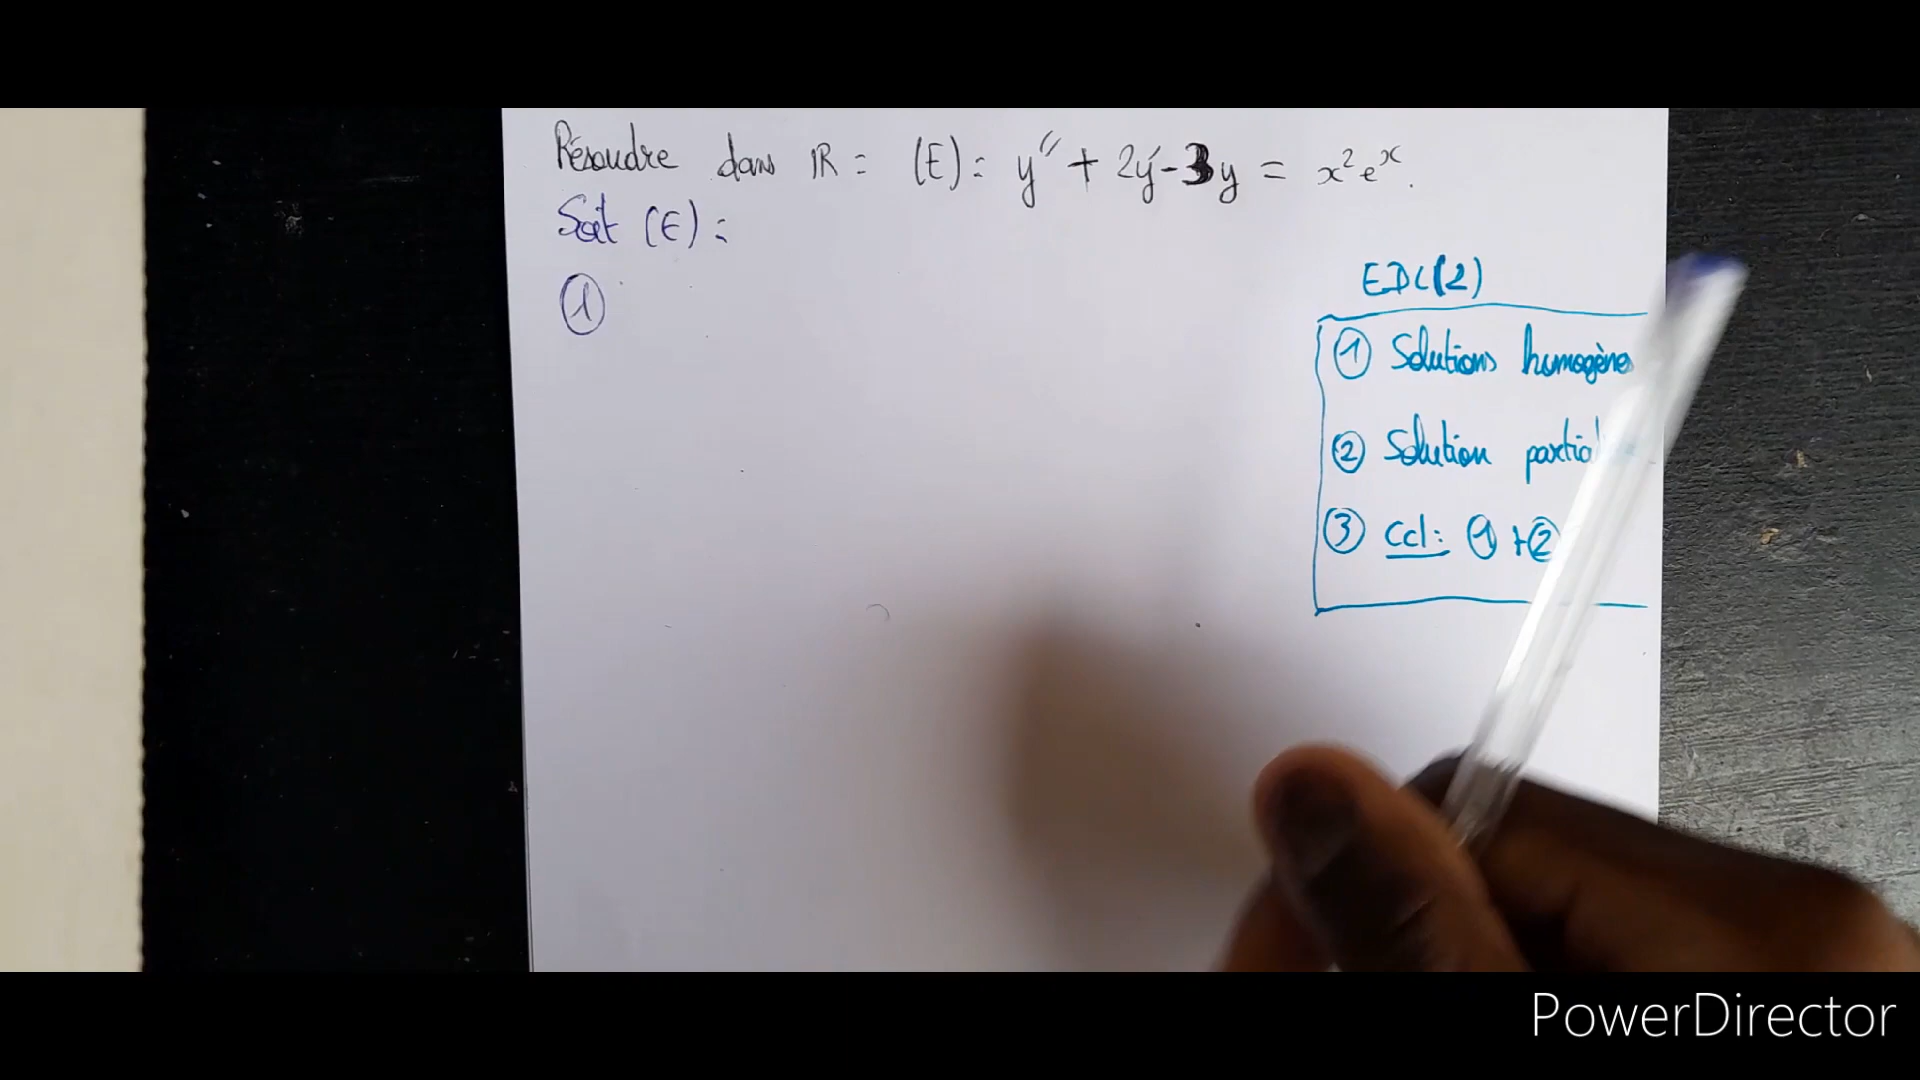 Résoudre dans ℝ : (E) : y'' + 2y' - 3y = x²eˣ.
Soit (E) :
①
EDL(2)
① Solutions homogènes
② Solution
③ Ccl : ① + ②
PowerDirector